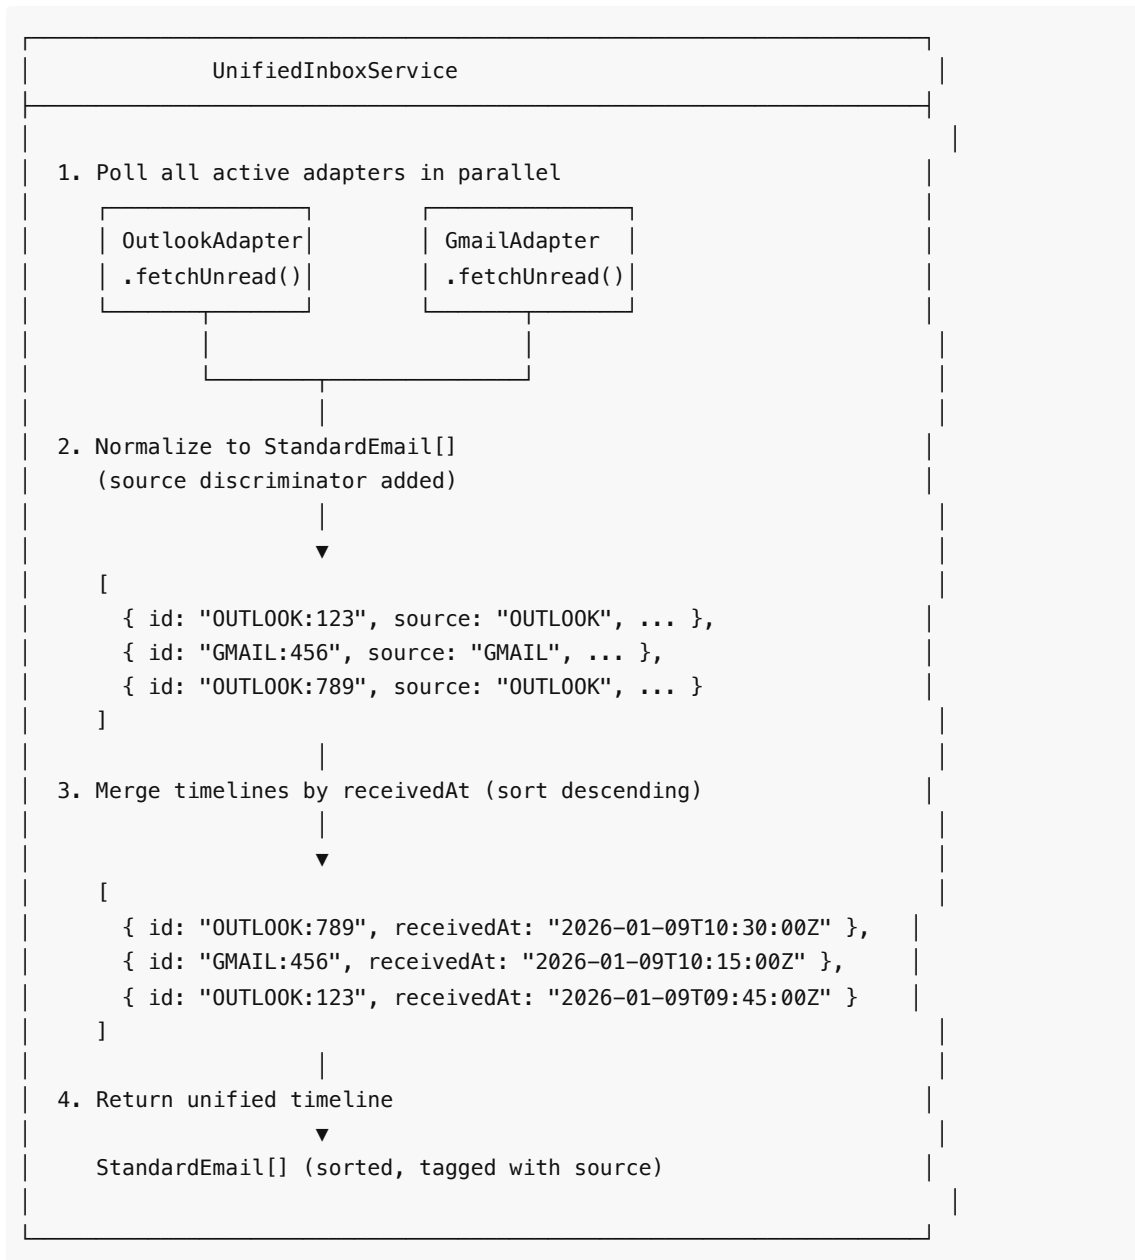 UnifiedInboxService
1. Poll all active adapters in parallel
OutlookAdapter GmailAdapter
.fetchUnread() .fetchUnread()
2. Normalize to StandardEmail[]
(source discriminator added)
[
{ id: "OUTLOOK:123", source: "OUTLOOK", ... },
{ id: "GMAIL:456", source: "GMAIL", ... },
{ id: "OUTLOOK:789", source: "OUTLOOK", ... }
]
3. Merge timelines by receivedAt (sort descending)
[
{ id: "OUTLOOK:789", receivedAt: "2026-01-09T10:30:00Z" },
{ id: "GMAIL:456", receivedAt: "2026-01-09T10:15:00Z" },
{ id: "OUTLOOK:123", receivedAt: "2026-01-09T09:45:00Z" }
]
4. Return unified timeline
StandardEmail[] (sorted, tagged with source)